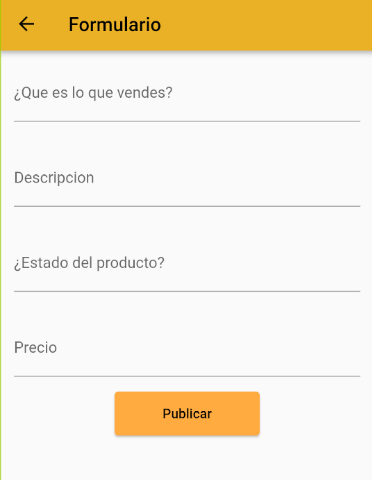 Formulario
¿Que es lo que vendes?
Descripcion
¿Estado del producto?
Precio
Publicar